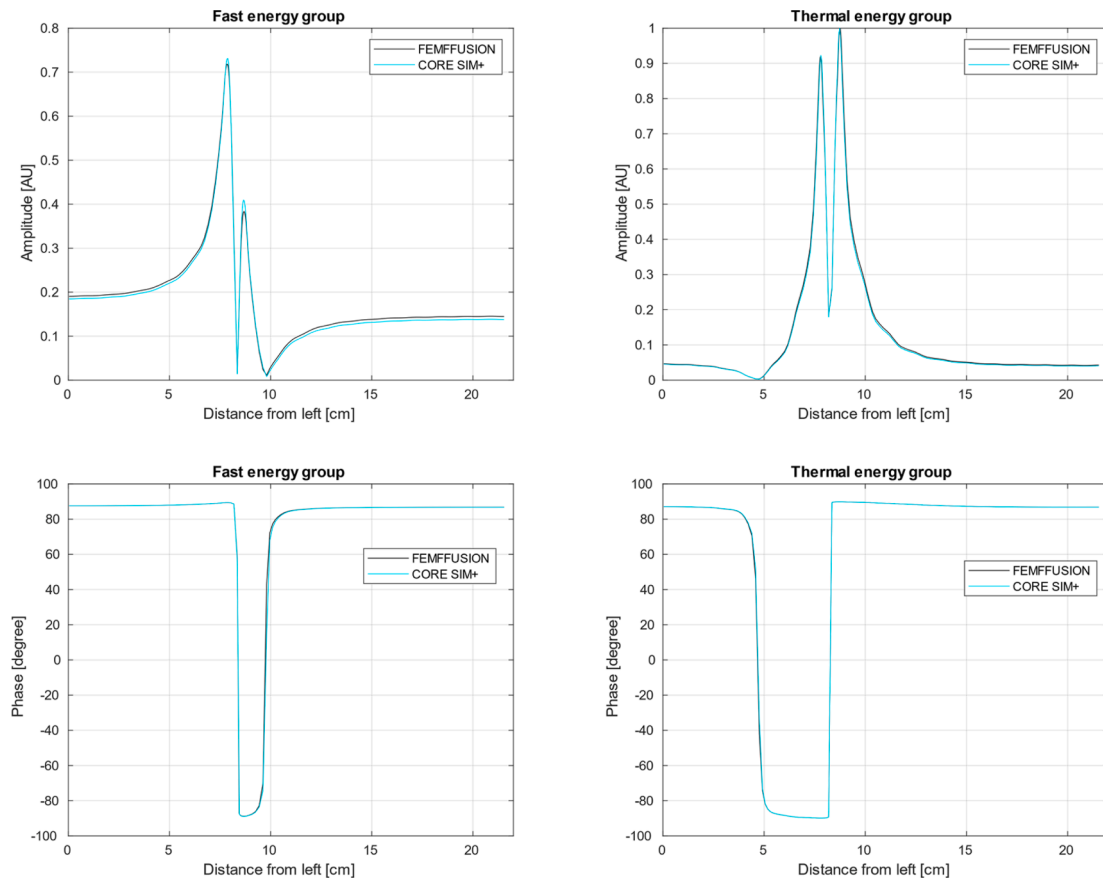 Fast energy group
0.8
0.7
0.6
0.5
0.4
0.3
0.2
0.1
0
Amplitude [AU]
FEMFFUSION
CORE SIM+
0 5 10 15 20
Distance from left [cm]
Thermal energy group
1
0.9
0.8
0.7
0.6
0.5
0.4
0.3
0.2
0.1
0
Amplitude [AU]
FEMFFUSION
CORE SIM+
0 5 10 15 20
Distance from left [cm]
Fast energy group
100
80
60
40
20
0
-20
-40
-60
-80
-100
Phase [degree]
FEMFFUSION
CORE SIM+
0 5 10 15 20
Distance from left [cm]
Thermal energy group
100
80
60
40
20
0
-20
-40
-60
-80
-100
Phase [degree]
FEMFFUSION
CORE SIM+
0 5 10 15 20
Distance from left [cm]